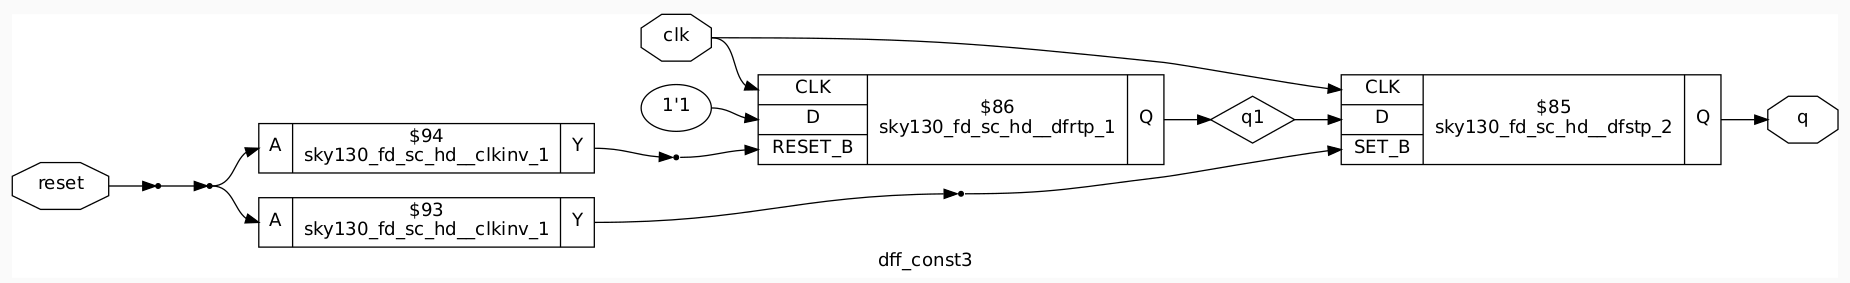 clk
1'1
CLK
D
RESET_B
$86
sky130_fd_sc_hd__dfrtp_1
Q
q1
CLK
D
SET_B
$85
sky130_fd_sc_hd__dfstp_2
Q
q
reset
A
$94
sky130_fd_sc_hd__clkinv_1
Y
A
$93
sky130_fd_sc_hd__clkinv_1
Y
dff_const3